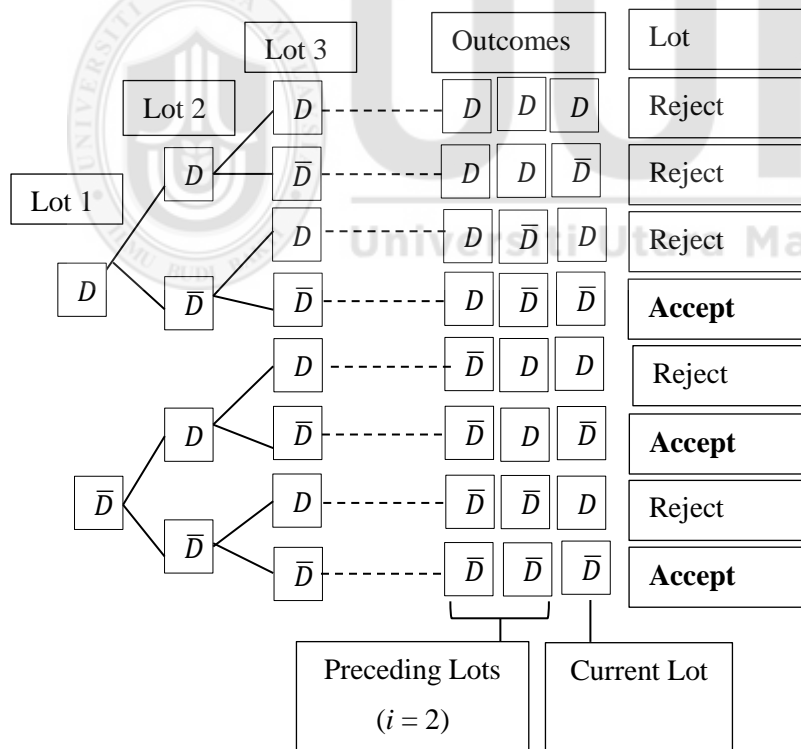 Lot 3 Outcomes Lot
Lot 2 D D D D Reject
D D̅ D D D̅ Reject
Lot 1 D D D̅ D Reject
D D̅ D̅ D D̅ D̅ Accept
D D̅ D D Reject
D D̅ D̅ D D̅ Accept
D̅ D D̅ D̅ D Reject
D̅ D̅ D̅ D̅ D̅ Accept
Preceding Lots Current Lot
(i = 2)